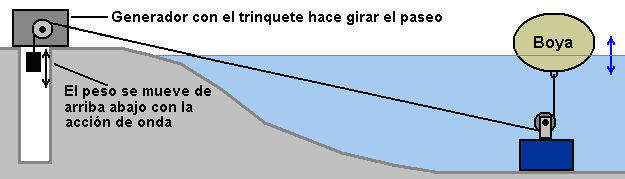 Generador con el trinquete hace girar el paseo
Boya
El peso se mueve de
arriba abajo con la
acción de onda